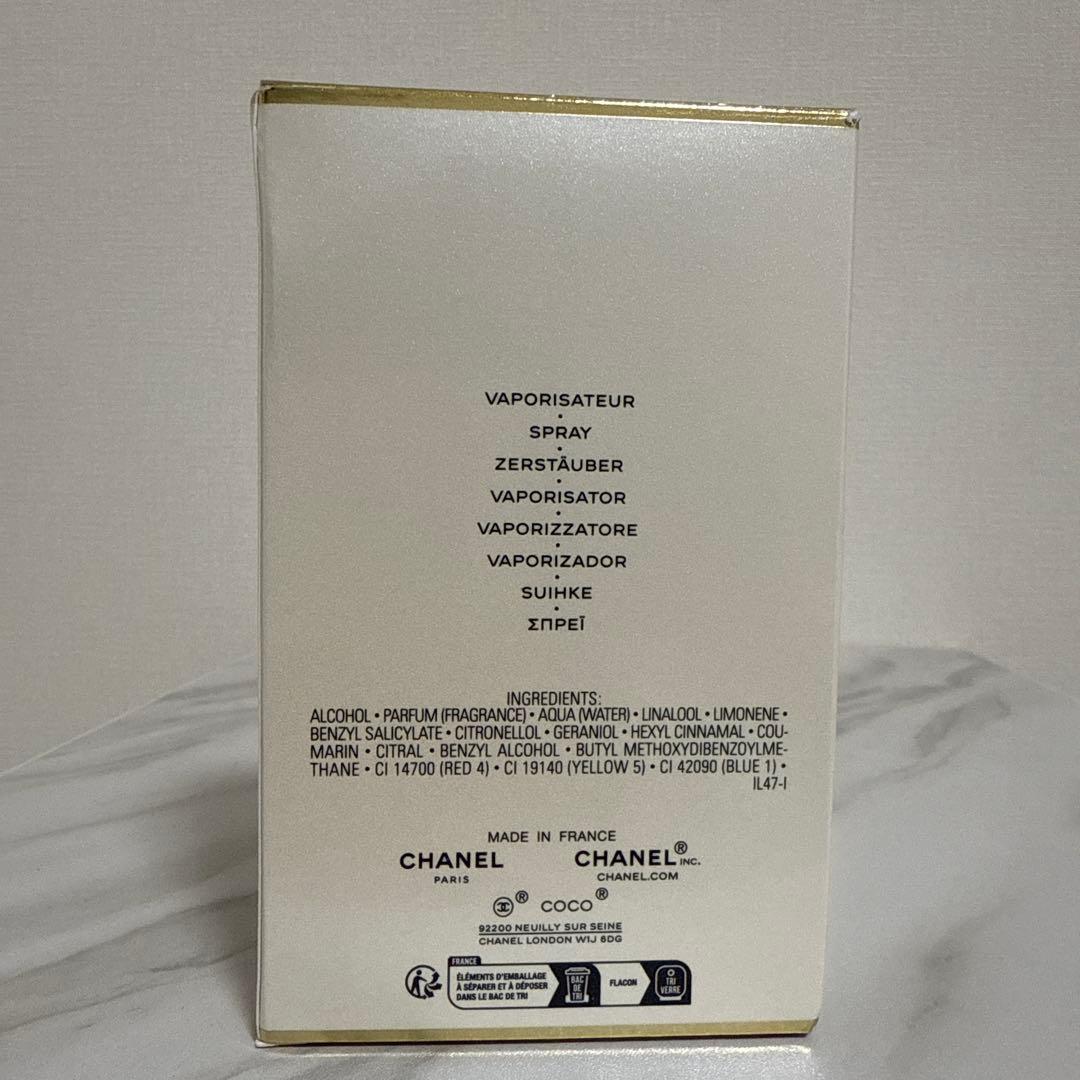 VAPORISATEUR
•
SPRAY
•
ZERSTÄUBER
•
VAPORISATOR
•
VAPORIZZATORE
•
VAPORIZADOR
•
SUIHKE
•
ΣΠΡΕΪ
INGREDIENTS:
ALCOHOL • PARFUM (FRAGRANCE) • AQUA (WATER) • LINALOOL • LIMONENE •
BENZYL SALICYLATE • CITRONELLOL • GERANIOL • HEXYL CINNAMAL • COU-
MARIN • CITRAL • BENZYL ALCOHOL • BUTYL METHOXYDIBENZOYLME-
THANE • CI 14700 (RED 4) • CI 19140 (YELLOW 5) • CI 42090 (BLUE 1) •
IL47-I
MADE IN FRANCE
CHANEL
PARIS
CHANEL® INC.
CHANEL.COM
® COCO®
92200 NEUILLY SUR SEINE
CHANEL LONDON W1J 6DG
FRANCE
ÉLÉMENTS D'EMBALLAGE
À SÉPARER ET À DÉPOSER
DANS LE BAC DE TRI
BAC
DE
TRI
FLACON
TRI
VERRE